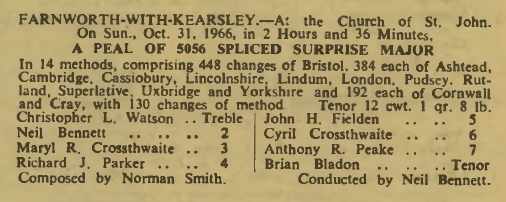 FARNWORTH-WITH-KEARSLEY.—At the Church of St. John.
On Sun., Oct. 31, 1966, in 2 Hours and 36 Minutes,
A PEAL OF 5056 SPLICED SURPRISE MAJOR
In 14 methods, comprising 448 changes of Bristol, 384 each of Ashtead,
Cambridge, Cassiobury, Lincolnshire, Lindum, London, Pudsey, Rut-
land, Superlative, Uxbridge and Yorkshire and 192 each of Cornwall
and Cray, with 130 changes of method Tenor 12 cwt. 1 qr. 8 lb.
Christopher L. Watson .. Treble
Neil Bennett .. .. .. .. 2
Maryl R. Crossthwaite .. 3
Richard J. Parker .. .. 4
John H. Fielden .. .. 5
Cyril Crossthwaite .. .. 6
Anthony R. Peake .. .. 7
Brian Bladon .. .. .. Tenor
Composed by Norman Smith. Conducted by Neil Bennett.